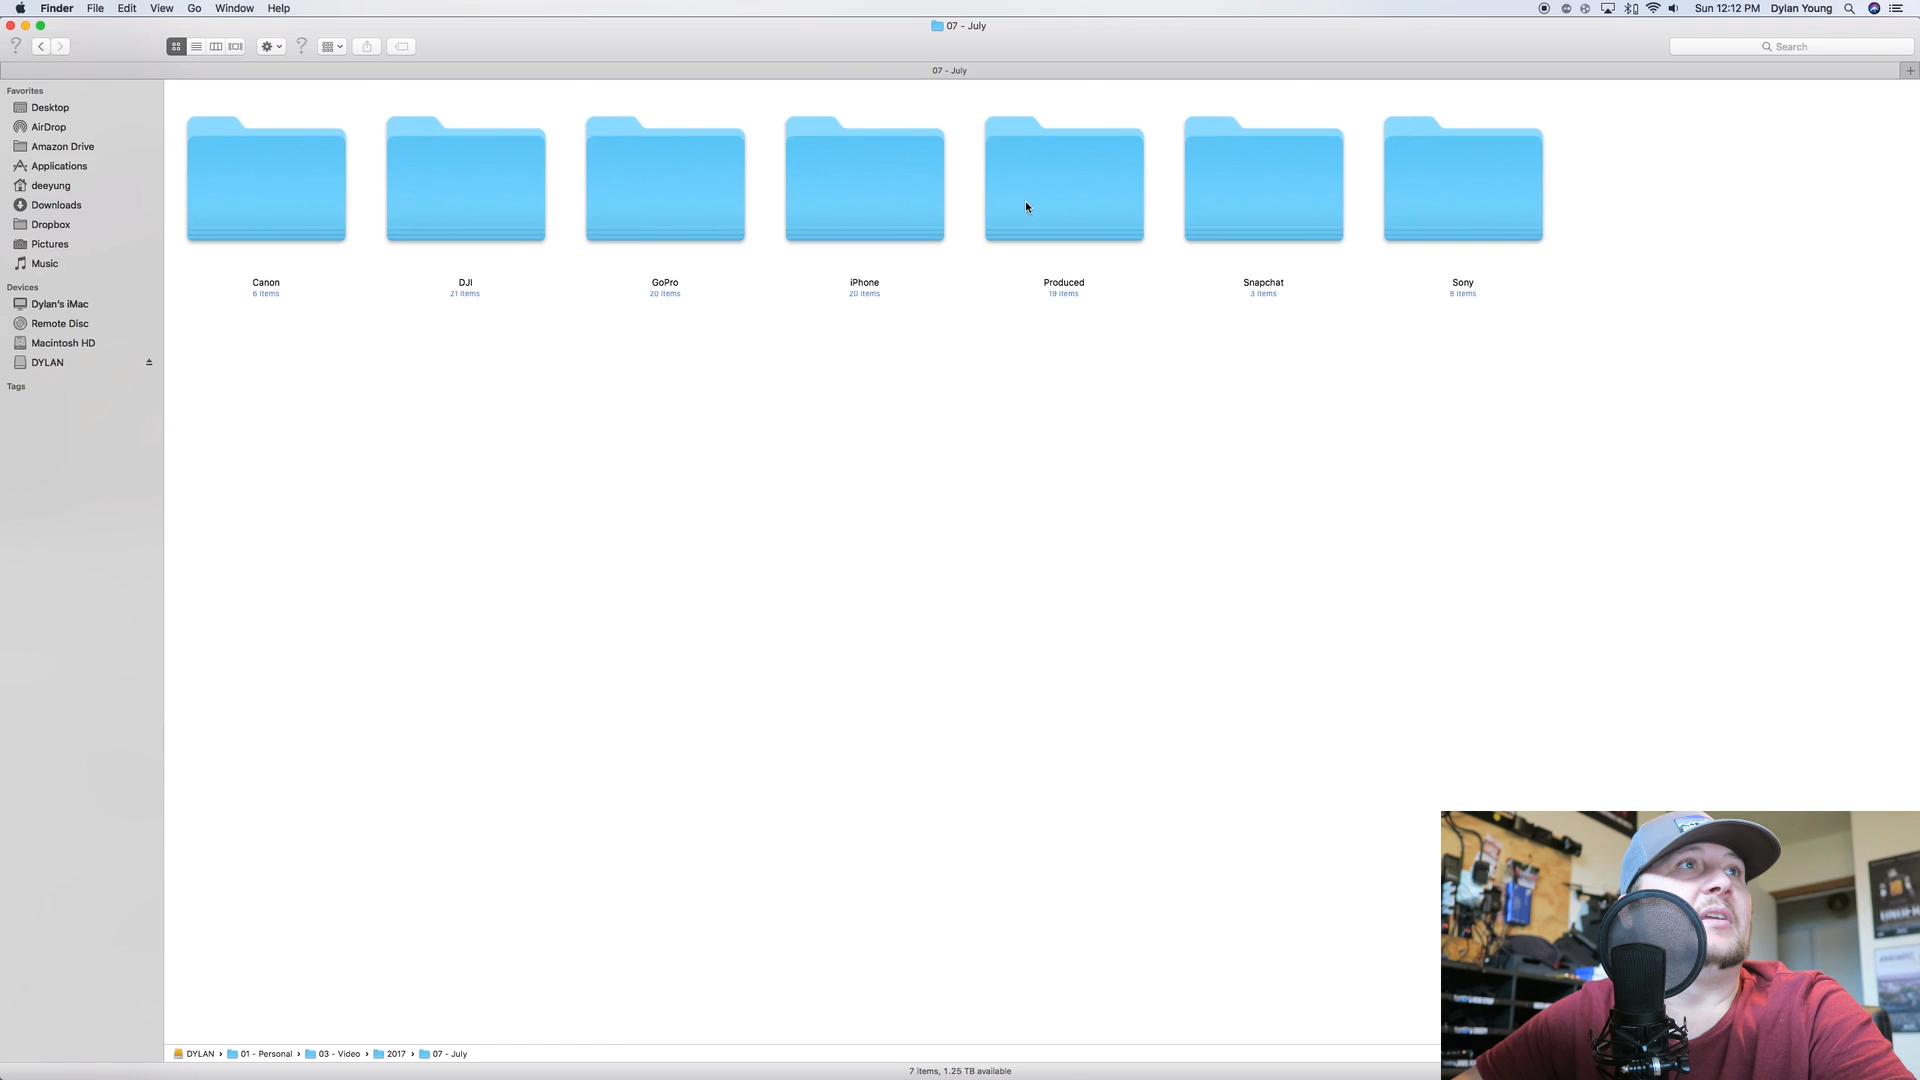 Finder File Edit View Go Window Help
Sun 12:12 PM Dylan Young
07 - July
Search
07 - July
Favorites
Desktop
AirDrop
Amazon Drive
Applications
deeyung
Downloads
Dropbox
Pictures
Music
Devices
Dylan's iMac
Remote Disc
Macintosh HD
DYLAN
Tags
Canon
6 items
DJI
21 items
GoPro
20 items
iPhone
20 items
Produced
19 items
Snapchat
3 items
Sony
8 items
DYLAN › 01 - Personal › 03 - Video › 2017 › 07 - July
7 items, 1.25 TB available